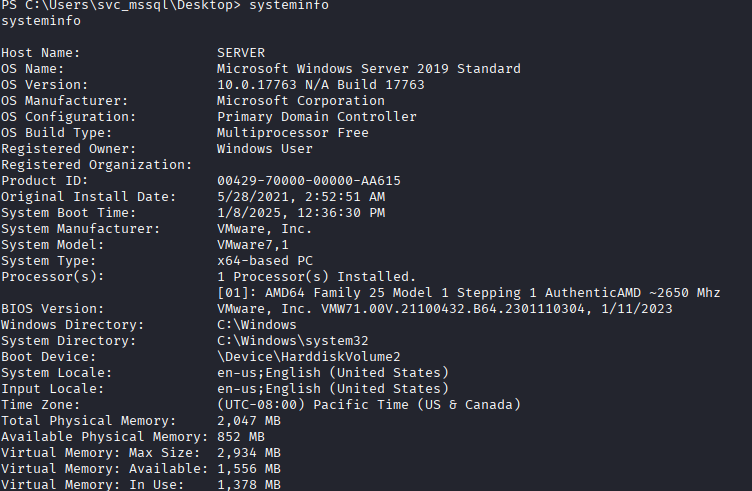 PS C:\Users\svc_mssql\Desktop> systeminfo
systeminfo
Host Name:                 SERVER
OS Name:                   Microsoft Windows Server 2019 Standard
OS Version:                10.0.17763 N/A Build 17763
OS Manufacturer:           Microsoft Corporation
OS Configuration:          Primary Domain Controller
OS Build Type:             Multiprocessor Free
Registered Owner:          Windows User
Registered Organization:
Product ID:                00429-70000-00000-AA615
Original Install Date:     5/28/2021, 2:52:51 AM
System Boot Time:          1/8/2025, 12:36:30 PM
System Manufacturer:       VMware, Inc.
System Model:              VMware7,1
System Type:               x64-based PC
Processor(s):              1 Processor(s) Installed.
                           [01]: AMD64 Family 25 Model 1 Stepping 1 AuthenticAMD ~2650 Mhz
BIOS Version:              VMware, Inc. VMW71.00V.21100432.B64.2301110304, 1/11/2023
Windows Directory:         C:\Windows
System Directory:          C:\Windows\system32
Boot Device:               \Device\HarddiskVolume2
System Locale:             en-us;English (United States)
Input Locale:              en-us;English (United States)
Time Zone:                 (UTC-08:00) Pacific Time (US & Canada)
Total Physical Memory:     2,047 MB
Available Physical Memory: 852 MB
Virtual Memory: Max Size:  2,934 MB
Virtual Memory: Available: 1,556 MB
Virtual Memory: In Use:    1,378 MB